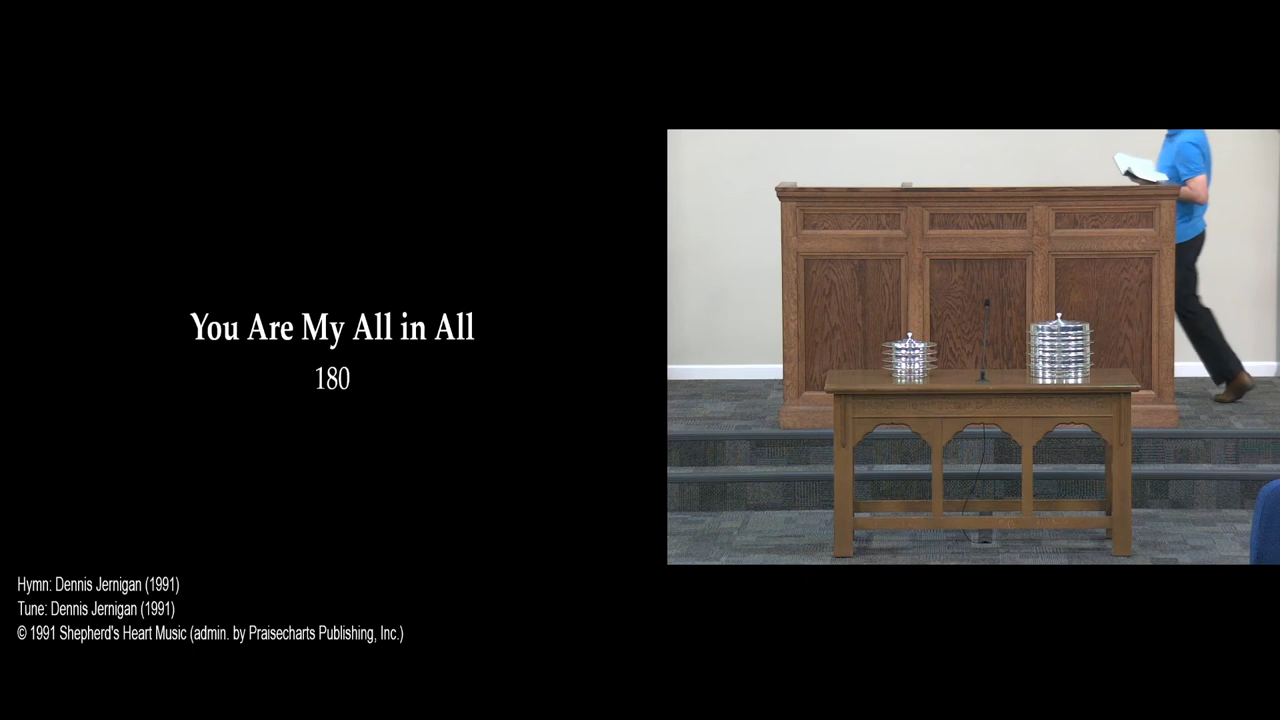 You Are My All in All
180
Hymn: Dennis Jernigan (1991)
Tune: Dennis Jernigan (1991)
© 1991 Shepherd's Heart Music (admin. by Praisecharts Publishing, Inc.)